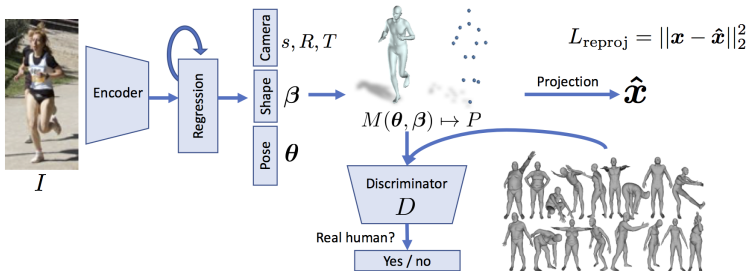 I
Encoder
Regression
Camera
s, R, T
Shape
β
Pose
θ
M(θ, β) ↦ P
L_reproj = ||x − x̂||₂²
Projection
x̂
Discriminator
D
Real human?
Yes / no